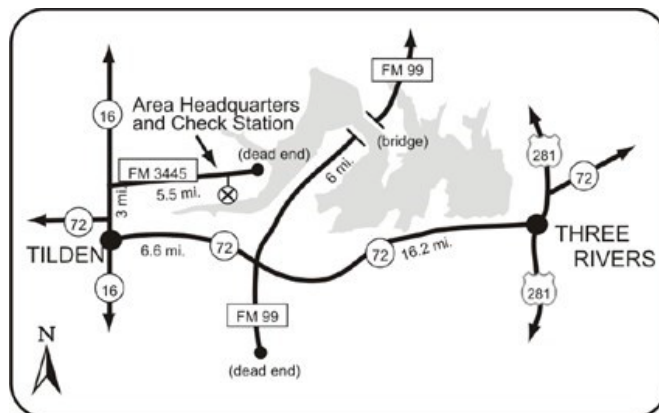 FM 99
16
Area Headquarters
and Check Station
(dead end)
(bridge)
FM 3445
281
72
3 mi.
5.5 mi.
6 mi.
72
TILDEN
6.6 mi.
72
72
16.2 mi.
THREE
RIVERS
16
FM 99
281
N
(dead end)